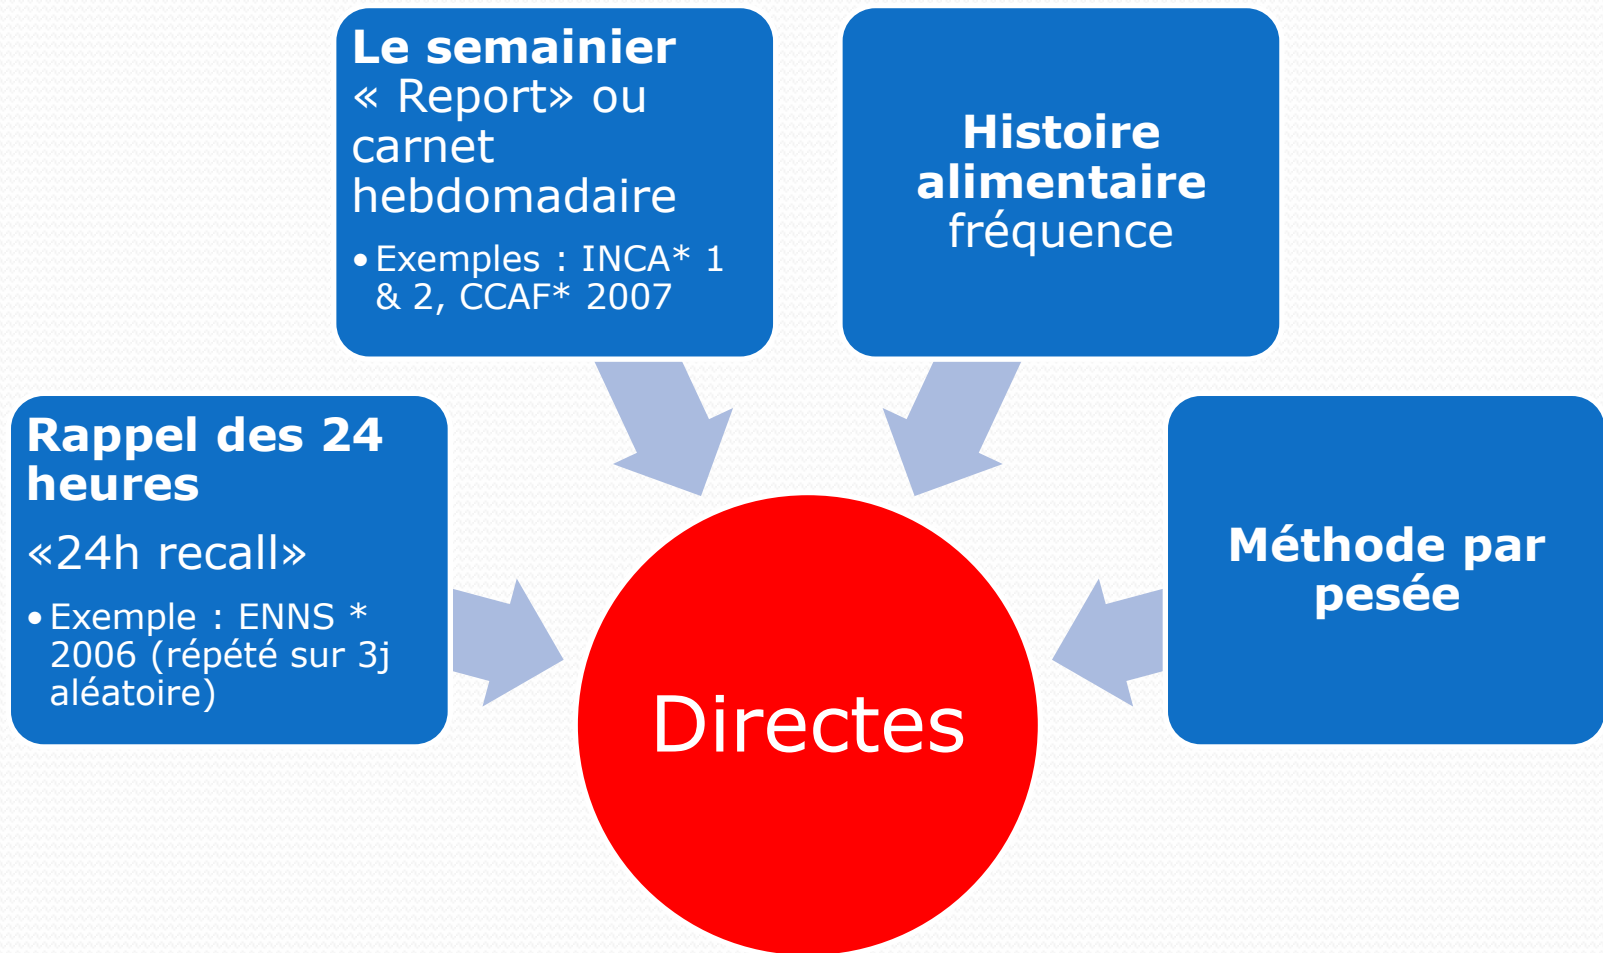 Le semainier
« Report» ou
carnet
hebdomadaire
• Exemples : INCA* 1
& 2, CCAF* 2007
Histoire
alimentaire
fréquence
Rappel des 24
heures
«24h recall»
• Exemple : ENNS *
2006 (répété sur 3j
aléatoire)
Méthode par
pesée
Directes